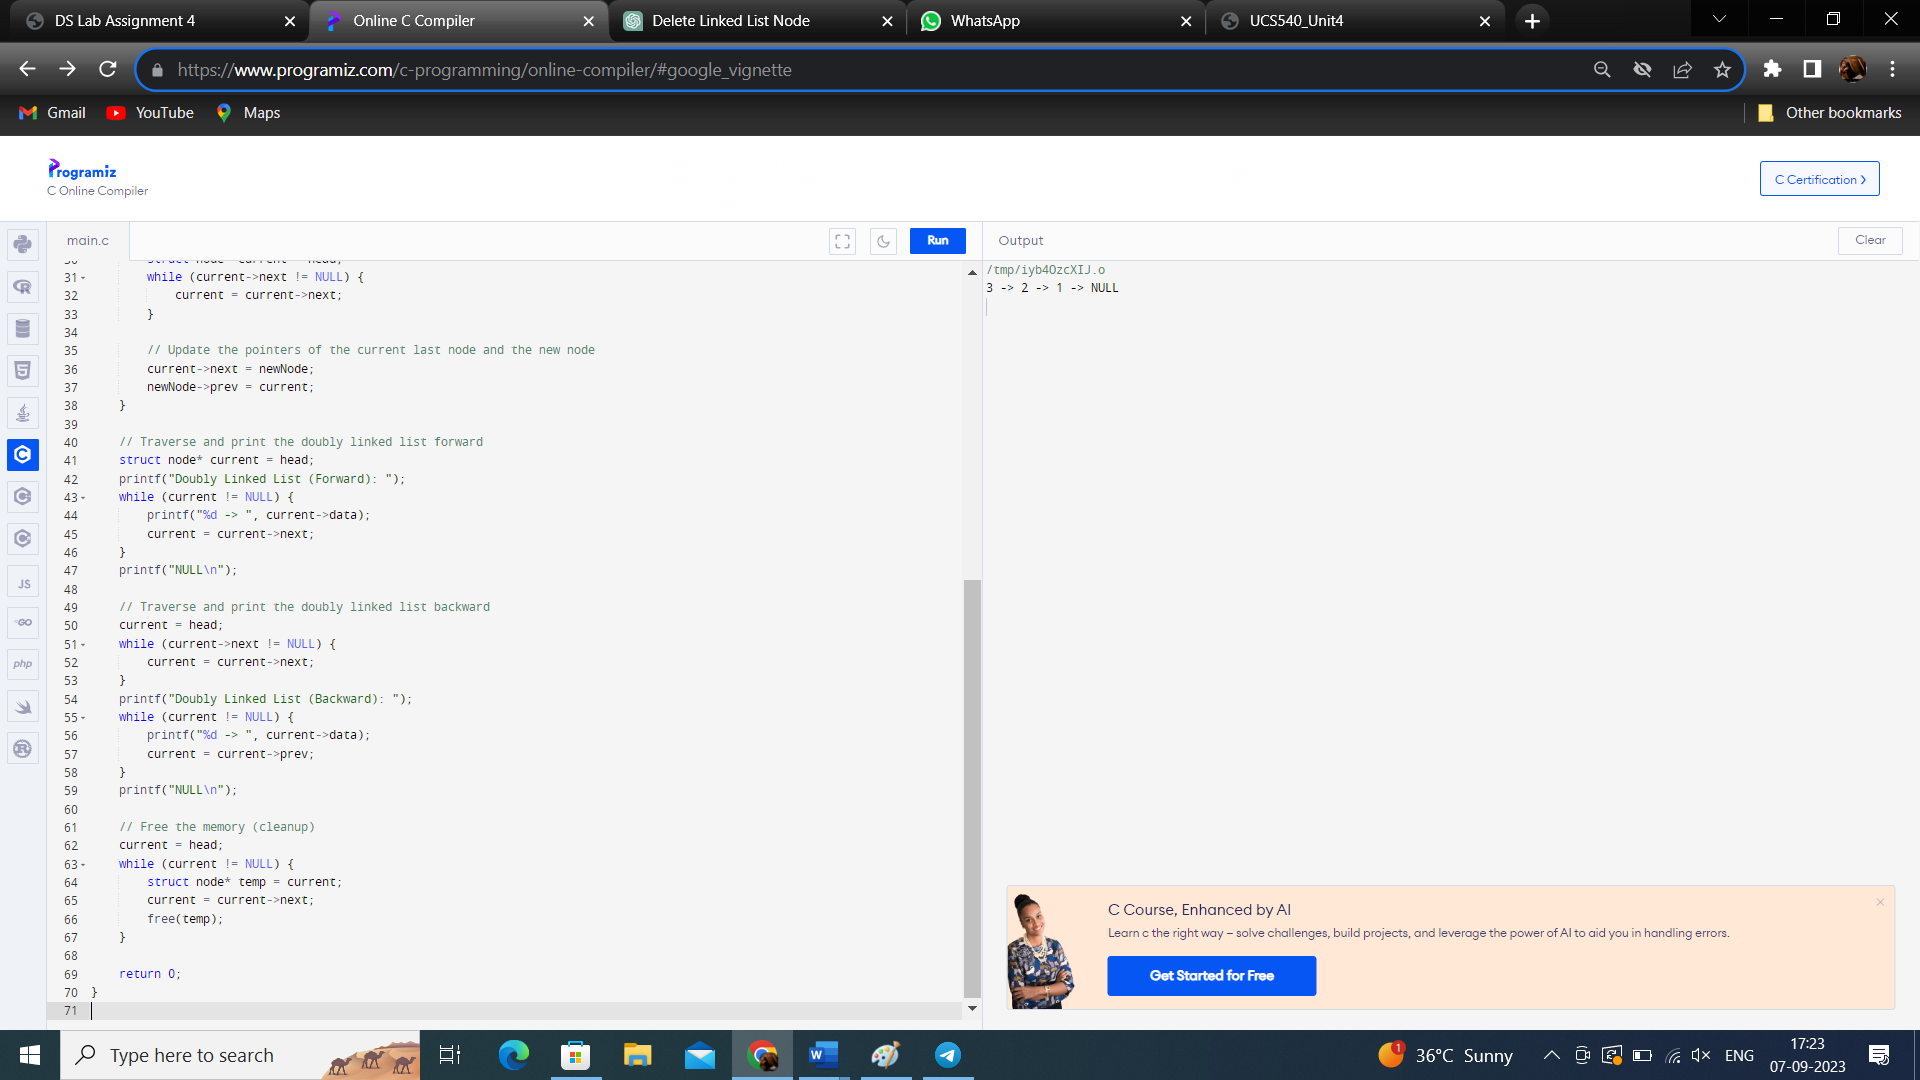 DS Lab Assignment 4
Online C Compiler
Delete Linked List Node
WhatsApp
UCS540_Unit4
https://www.programiz.com/c-programming/online-compiler/#google_vignette
Gmail
YouTube
Maps
Other bookmarks
Programiz
C Online Compiler
C Certification >
main.c
Run
Output
Clear
31 while (current->next != NULL) {
32 current = current->next;
33 }
34
35 // Update the pointers of the current last node and the new node
36 current->next = newNode;
37 newNode->prev = current;
38 }
39
40 // Traverse and print the doubly linked list forward
41 struct node* current = head;
42 printf("Doubly Linked List (Forward): ");
43 while (current != NULL) {
44 printf("%d -> ", current->data);
45 current = current->next;
46 }
47 printf("NULL\n");
48
49 // Traverse and print the doubly linked list backward
50 current = head;
51 while (current->next != NULL) {
52 current = current->next;
53 }
54 printf("Doubly Linked List (Backward): ");
55 while (current != NULL) {
56 printf("%d -> ", current->data);
57 current = current->prev;
58 }
59 printf("NULL\n");
60
61 // Free the memory (cleanup)
62 current = head;
63 while (current != NULL) {
64 struct node* temp = current;
65 current = current->next;
66 free(temp);
67 }
68
69 return 0;
70 }
71
/tmp/iyb4OzcXIJ.o
3 -> 2 -> 1 -> NULL
JS
GO
php
C Course, Enhanced by AI
Learn c the right way – solve challenges, build projects, and leverage the power of AI to aid you in handling errors.
Get Started for Free
Type here to search
1
36°C Sunny
ENG
17:23
07-09-2023